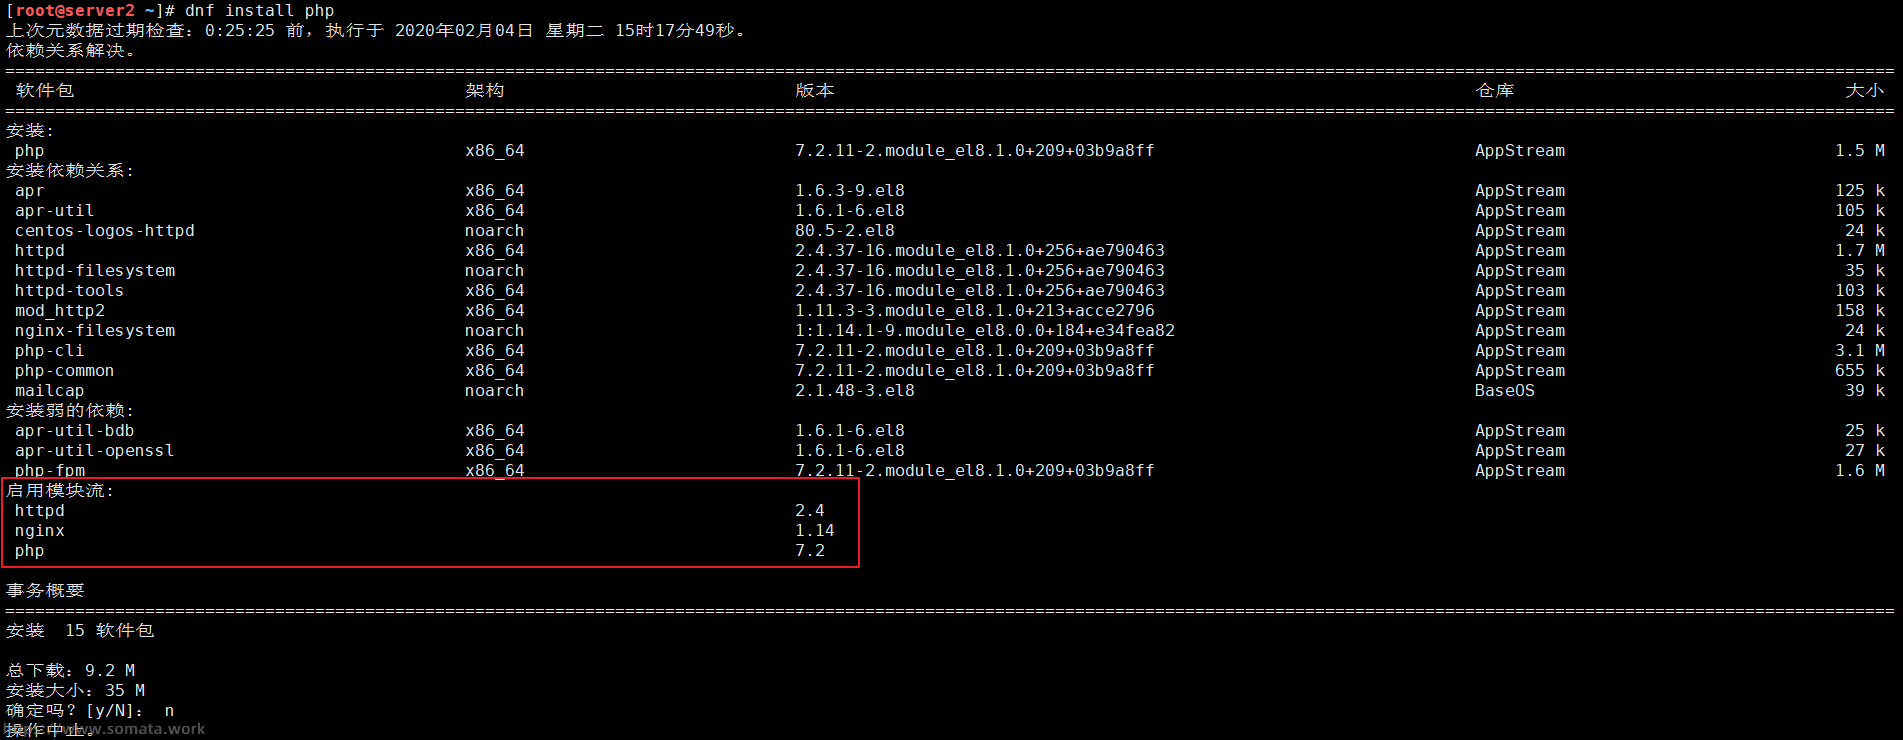 [root@server2 ~]# dnf install php
上次元数据过期检查：0:25:25 前，执行于 2020年02月04日 星期二 15时17分49秒。
依赖关系解决。
================================================================================
软件包 架构 版本 仓库 大小
================================================================================
安装:
php x86_64 7.2.11-2.module_el8.1.0+209+03b9a8ff AppStream 1.5 M
安装依赖关系:
apr x86_64 1.6.3-9.el8 AppStream 125 k
apr-util x86_64 1.6.1-6.el8 AppStream 105 k
centos-logos-httpd noarch 80.5-2.el8 AppStream 24 k
httpd x86_64 2.4.37-16.module_el8.1.0+256+ae790463 AppStream 1.7 M
httpd-filesystem noarch 2.4.37-16.module_el8.1.0+256+ae790463 AppStream 35 k
httpd-tools x86_64 2.4.37-16.module_el8.1.0+256+ae790463 AppStream 103 k
mod_http2 x86_64 1.11.3-3.module_el8.1.0+213+acce2796 AppStream 158 k
nginx-filesystem noarch 1:1.14.1-9.module_el8.0.0+184+e34fea82 AppStream 24 k
php-cli x86_64 7.2.11-2.module_el8.1.0+209+03b9a8ff AppStream 3.1 M
php-common x86_64 7.2.11-2.module_el8.1.0+209+03b9a8ff AppStream 655 k
mailcap noarch 2.1.48-3.el8 BaseOS 39 k
安装弱的依赖:
apr-util-bdb x86_64 1.6.1-6.el8 AppStream 25 k
apr-util-openssl x86_64 1.6.1-6.el8 AppStream 27 k
php-fpm x86_64 7.2.11-2.module_el8.1.0+209+03b9a8ff AppStream 1.6 M
启用模块流:
httpd 2.4
nginx 1.14
php 7.2
事务概要
================================================================================
安装 15 软件包
总下载：9.2 M
安装大小：35 M
确定吗？[y/N]： n
操作中止。
www.somata.work